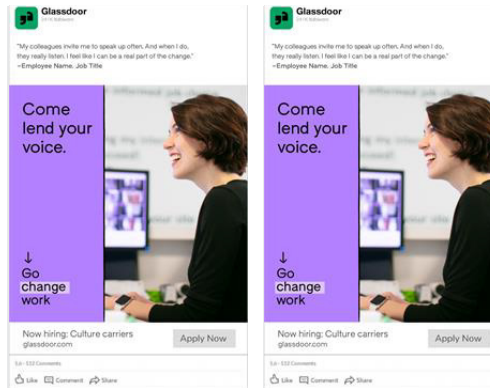 Glassdoor
"My colleagues invite me to speak up often. And when I do,
they really listen. I feel like I can be a real part of the change."
–Employee Name, Job Title
Come
lend your
voice.
↓
Go
change
work
Now hiring: Culture carriers
glassdoor.com
Apply Now
532 Comments
Like Comment Share
Glassdoor
"My colleagues invite me to speak up often. And when I do,
they really listen. I feel like I can be a real part of the change."
–Employee Name, Job Title
Come
lend your
voice.
↓
Go
change
work
Now hiring: Culture carriers
glassdoor.com
Apply Now
532 Comments
Like Comment Share